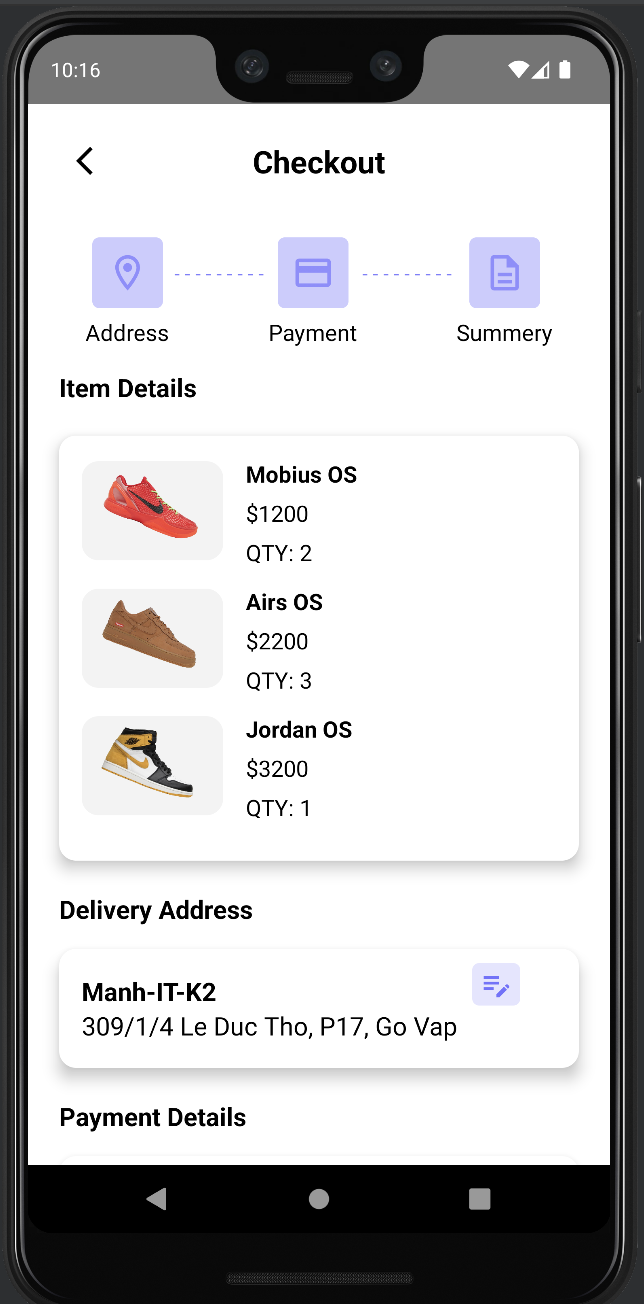 10:16
Checkout
Address
Payment
Summery
Item Details
Mobius OS
$1200
QTY: 2
Airs OS
$2200
QTY: 3
Jordan OS
$3200
QTY: 1
Delivery Address
Manh-IT-K2
309/1/4 Le Duc Tho, P17, Go Vap
Payment Details